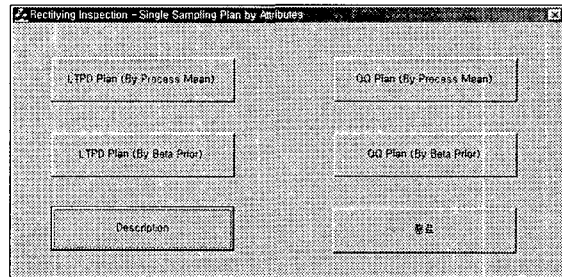 Rectifying Inspection - Single Sampling Plan by Attributes
LTPD Plan (By Process Mean)
OQ Plan (By Process Mean)
LTPD Plan (By Beta Prior)
OQ Plan (By Beta Prior)
Description
종료